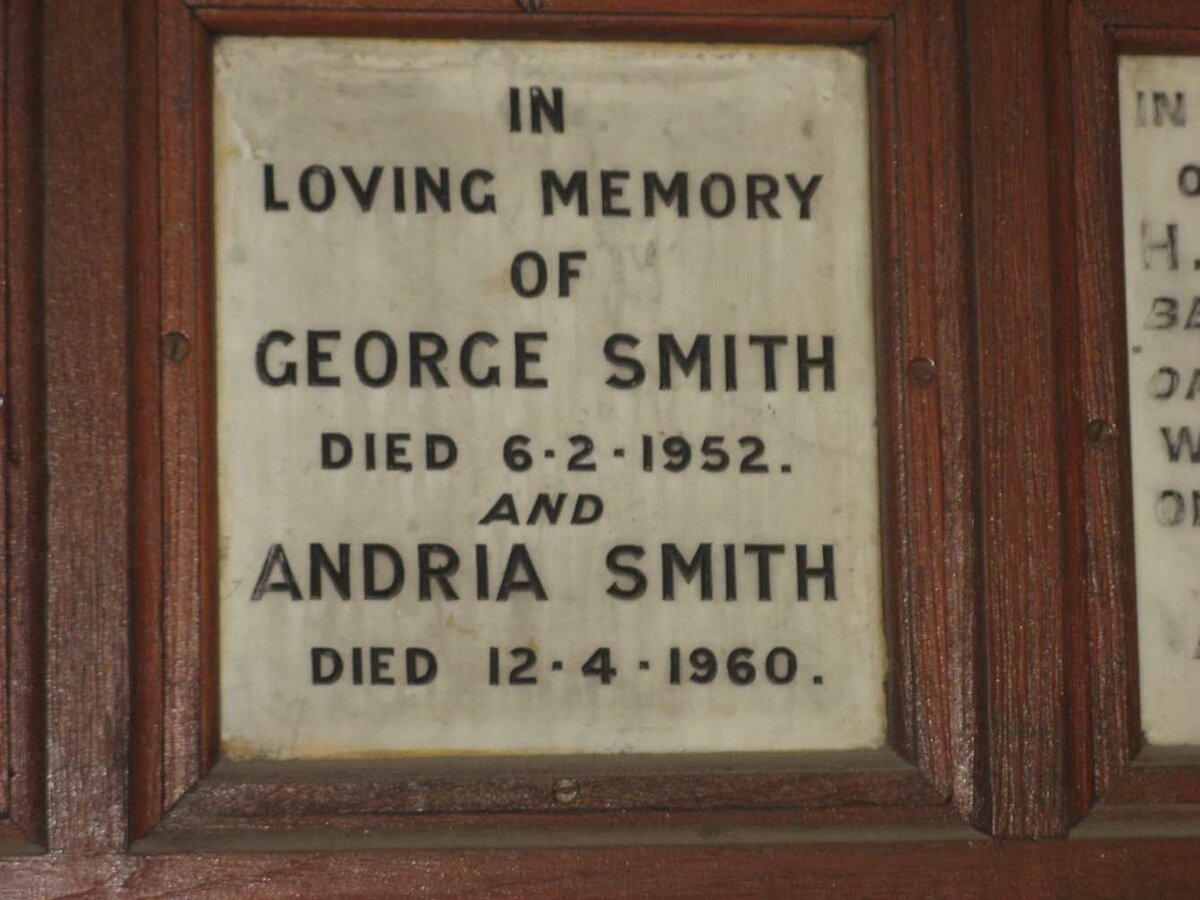 IN
LOVING MEMORY
OF
GEORGE SMITH
DIED 6·2·1952.
AND
ANDRIA SMITH
DIED 12·4·1960.
IN
H.